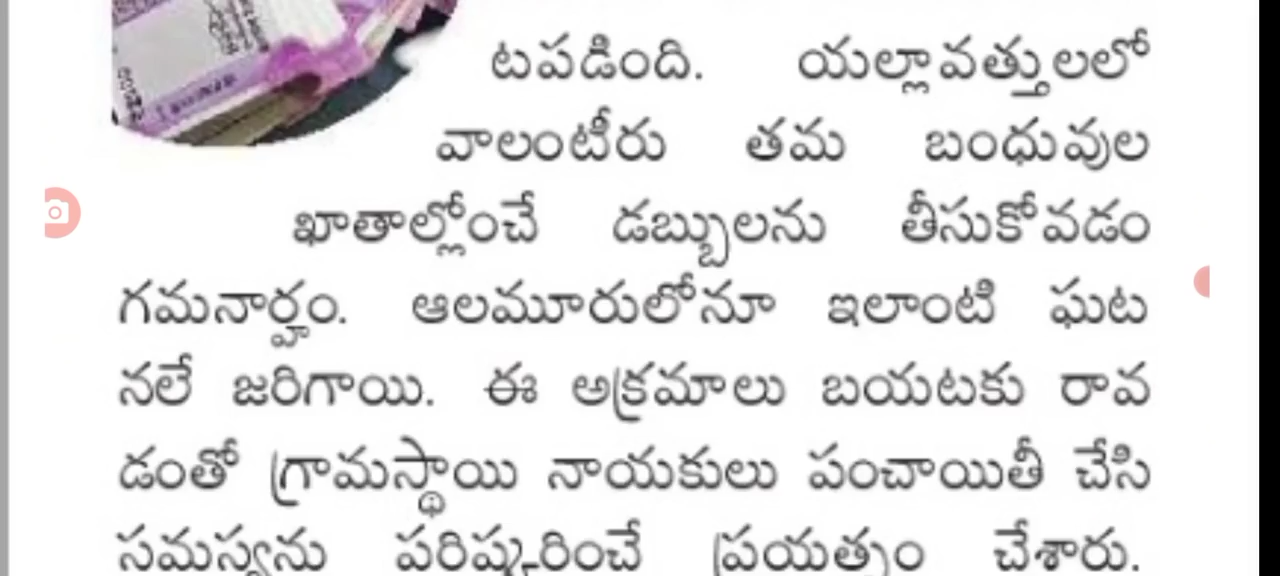 టపడింది. యల్లావత్తులలో
వాలంటీరు తమ బంధువుల
ఖాతాల్లోంచే డబ్బులను తీసుకోవడం
గమనార్హం. ఆలమూరులోనూ ఇలాంటి ఘట
నలే జరిగాయి. ఈ అక్రమాలు బయటకు రావ
డంతో గ్రామస్థాయి నాయకులు పంచాయితీ చేసి
సమస్యను పరిష్కరించే ప్రయత్నం చేశారు.